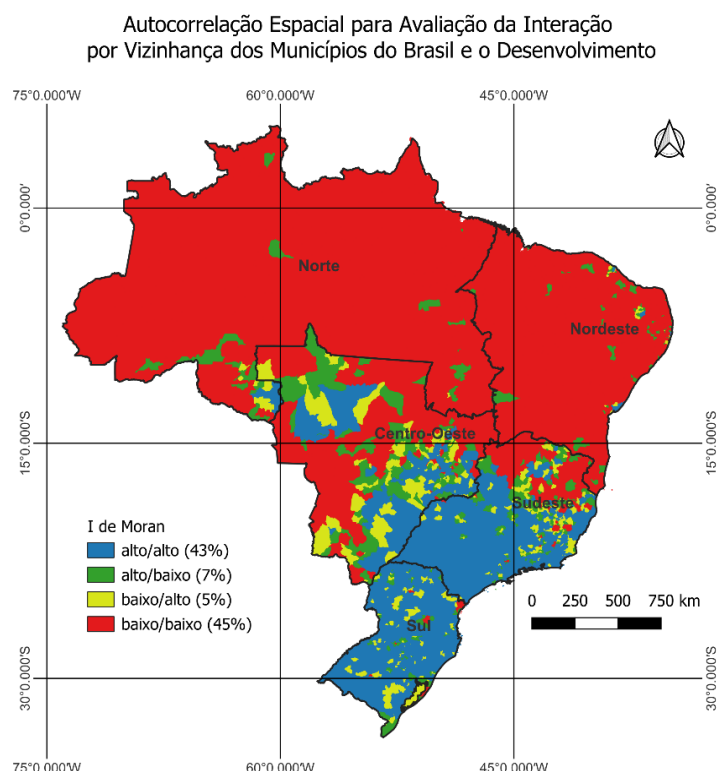 Autocorrelação Espacial para Avaliação da Interação
por Vizinhança dos Municípios do Brasil e o Desenvolvimento
75°0.000'W 60°0.000'W 45°0.000'W
0°0.000' 0°0.000'
Norte
Nordeste
Centro-Oeste
15°0.000'S 15°0.000'S
Sudeste
I de Moran
alto/alto (43%)
alto/baixo (7%)
baixo/alto (5%)
baixo/baixo (45%)
0 250 500 750 km
Sul
30°0.000'S 30°0.000'S
75°0.000'W 60°0.000'W 45°0.000'W